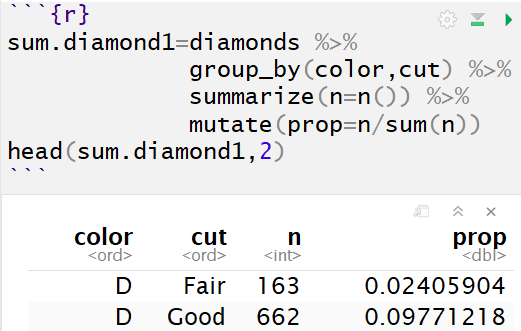 ```{r}
sum.diamond1=diamonds %>%
group_by(color,cut) %>%
summarize(n=n()) %>%
mutate(prop=n/sum(n))
head(sum.diamond1,2)
```
color cut n prop
<ord> <ord> <int> <dbl>
D Fair 163 0.02405904
D Good 662 0.09771218